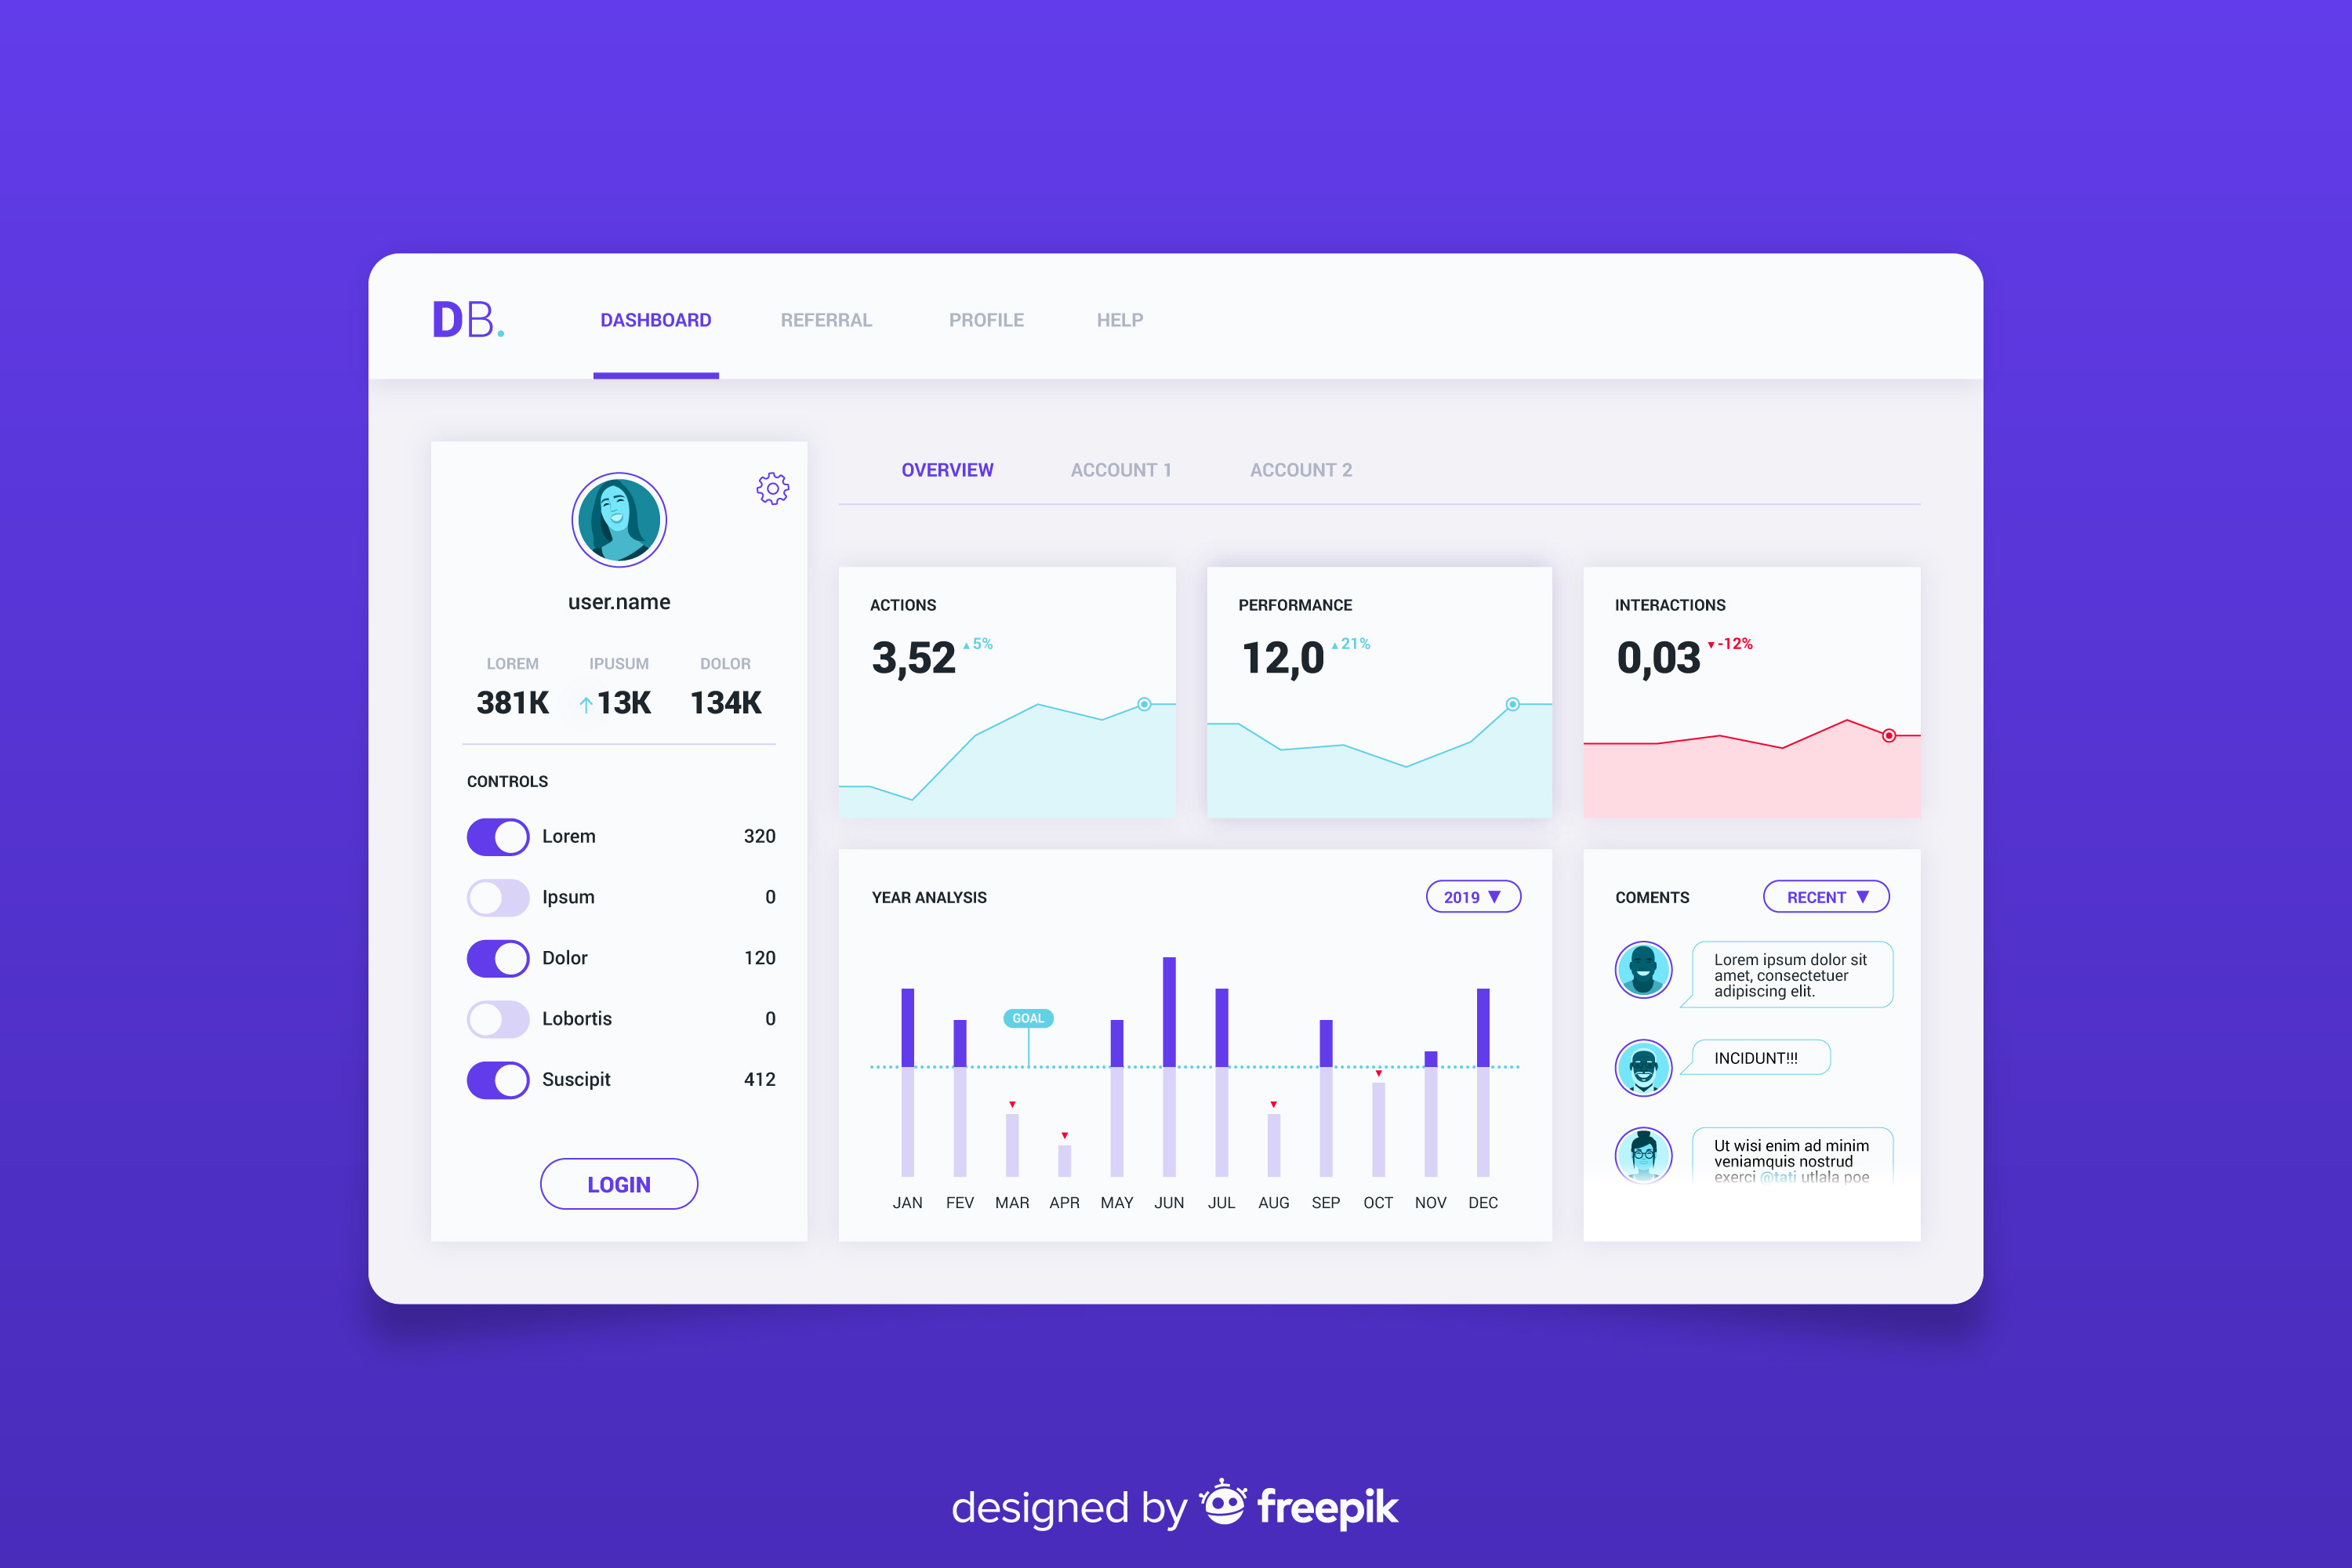 DB.
DASHBOARD
REFERRAL
PROFILE
HELP
user.name
LOREM IPUSUM DOLOR
381K 13K 134K
CONTROLS
Lorem 320
Ipsum 0
Dolor 120
Lobortis 0
Suscipit 412
LOGIN
OVERVIEW
ACCOUNT 1
ACCOUNT 2
ACTIONS
3,52 ▲5%
PERFORMANCE
12,0 ▲21%
INTERACTIONS
0,03 ▼-12%
YEAR ANALYSIS
2019 ▼
GOAL
JAN FEV MAR APR MAY JUN JUL AUG SEP OCT NOV DEC
COMENTS
RECENT ▼
Lorem ipsum dolor sit
amet, consectetuer
adipiscing elit.
INCIDUNT!!!
Ut wisi enim ad minim
veniamquis nostrud
exerci @tati utlala poe
designed by freepik